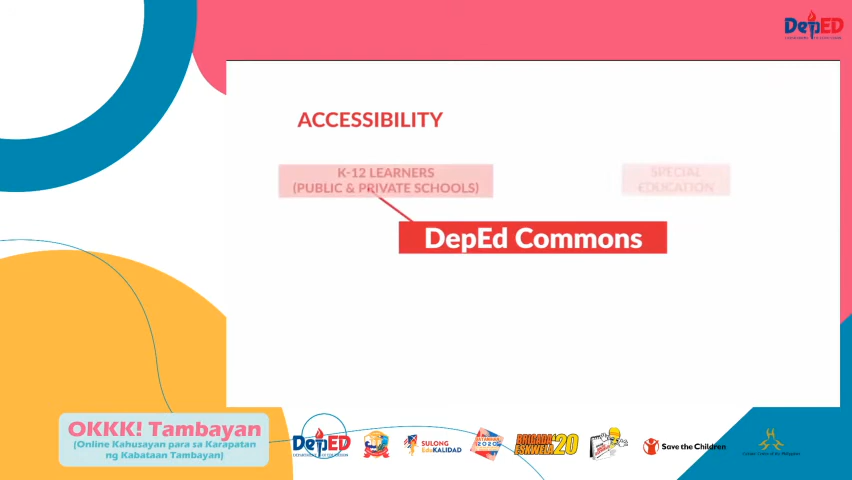 DepED
ACCESSIBILITY
K-12 LEARNERS
(PUBLIC & PRIVATE SCHOOLS)
SPECIAL
EDUCATION
DepEd Commons
OKKK! Tambayan
(Online Kahusayan para sa Karapatan
ng Kabataan Tambayan)
DepED
SULONG
EduKALIDAD
BRIGADA
ESKWELA '20
Save the Children